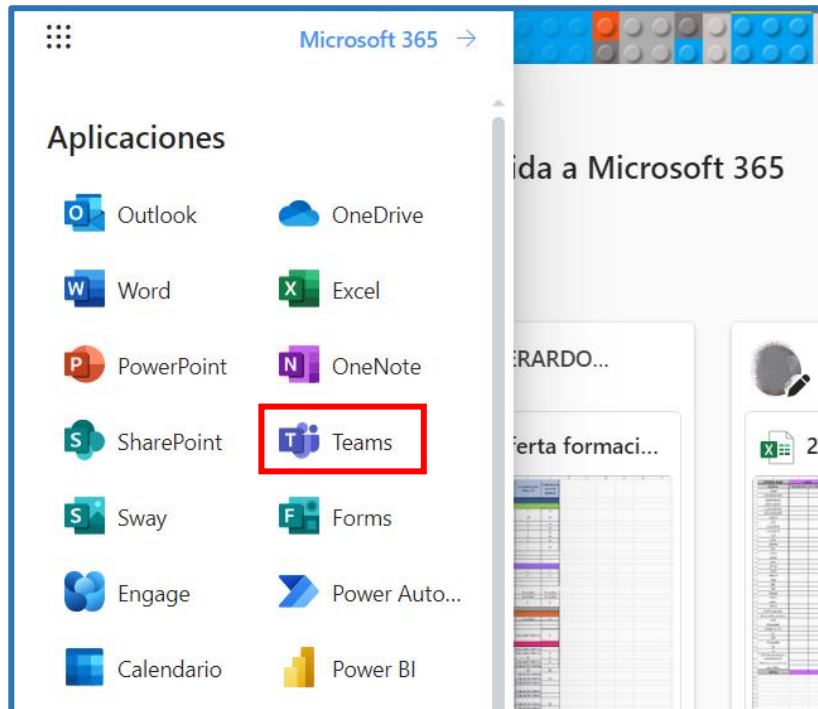 Microsoft 365 →
Aplicaciones
ida a Microsoft 365
Outlook
OneDrive
Word
Excel
PowerPoint
OneNote
ERARDO...
SharePoint
Teams
ferta formaci...
2
Sway
Forms
Engage
Power Auto...
Calendario
Power BI